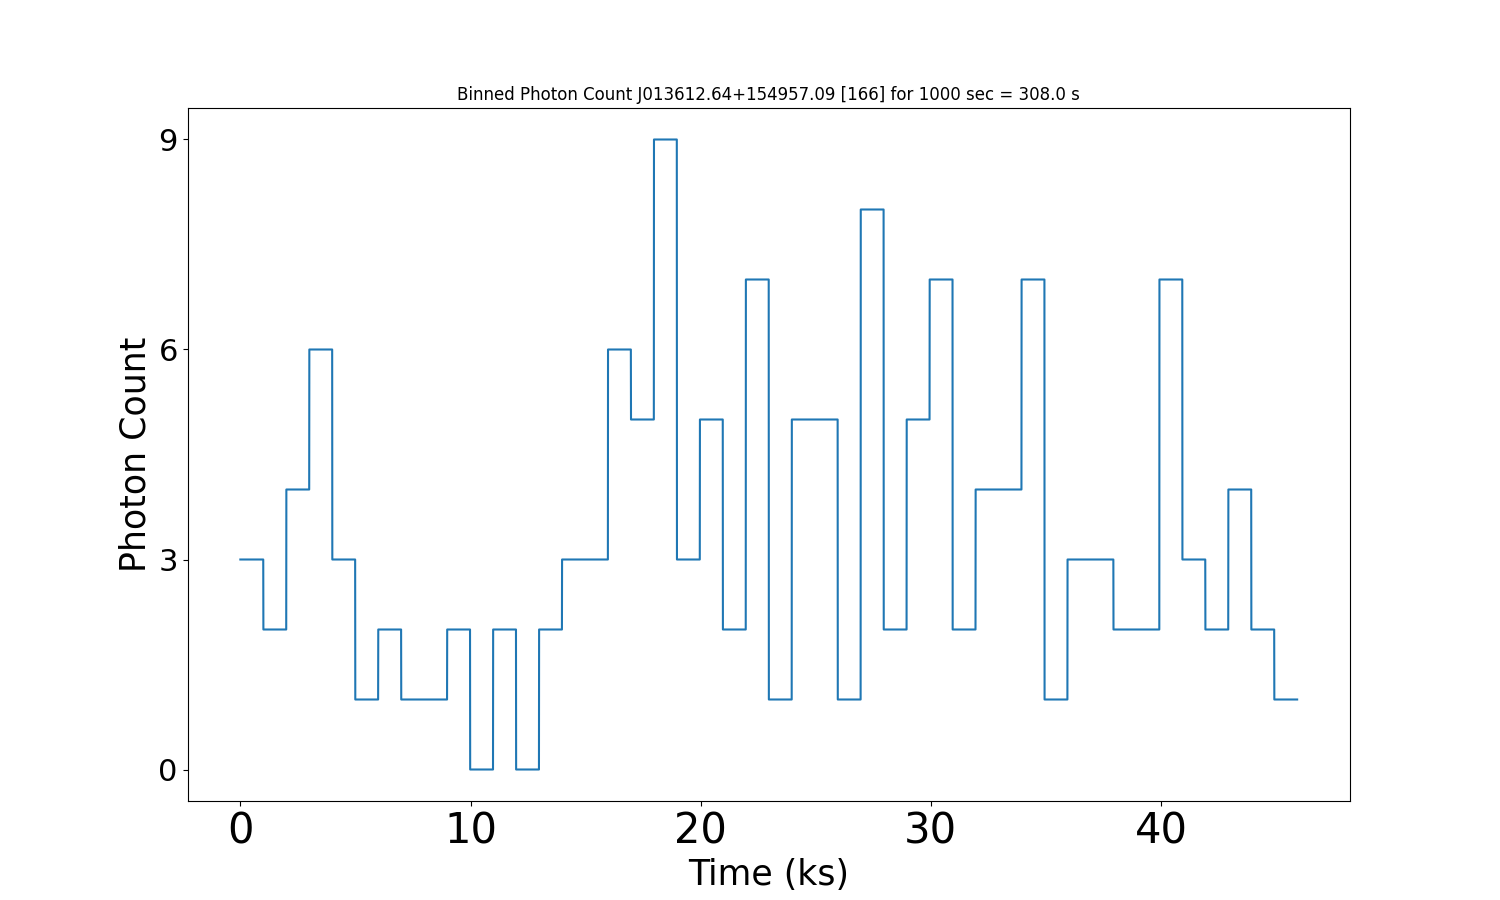 Binned Photon Count J013612.64+154957.09 [166] for 1000 sec = 308.0 s
9
6
3
0
Photon Count
0 10 20 30 40
Time (ks)